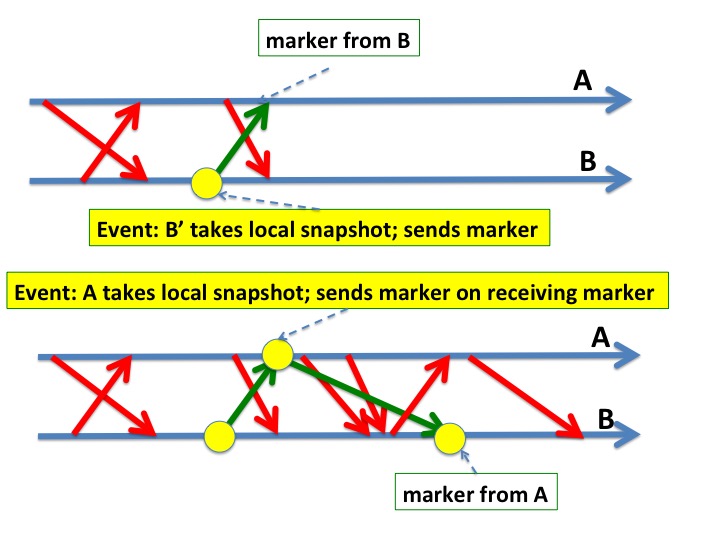 marker from B
A
B
Event: B’ takes local snapshot; sends marker
Event: A takes local snapshot; sends marker on receiving marker
A
B
marker from A